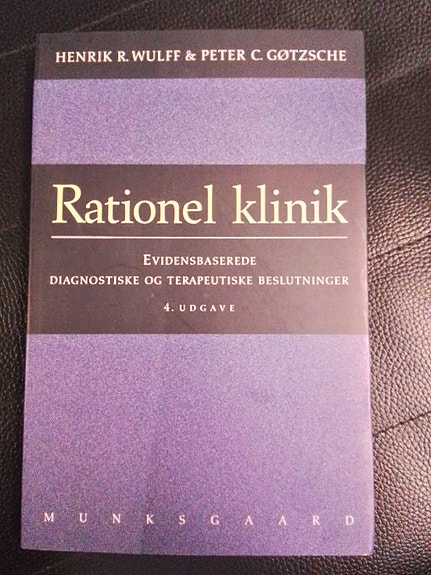 HENRIK R. WULFF & PETER C. GØTZSCHE
Rationel klinik
EVIDENSBASEREDE
DIAGNOSTISKE OG TERAPEUTISKE BESLUTNINGER
4. UDGAVE
MUNKSGAARD